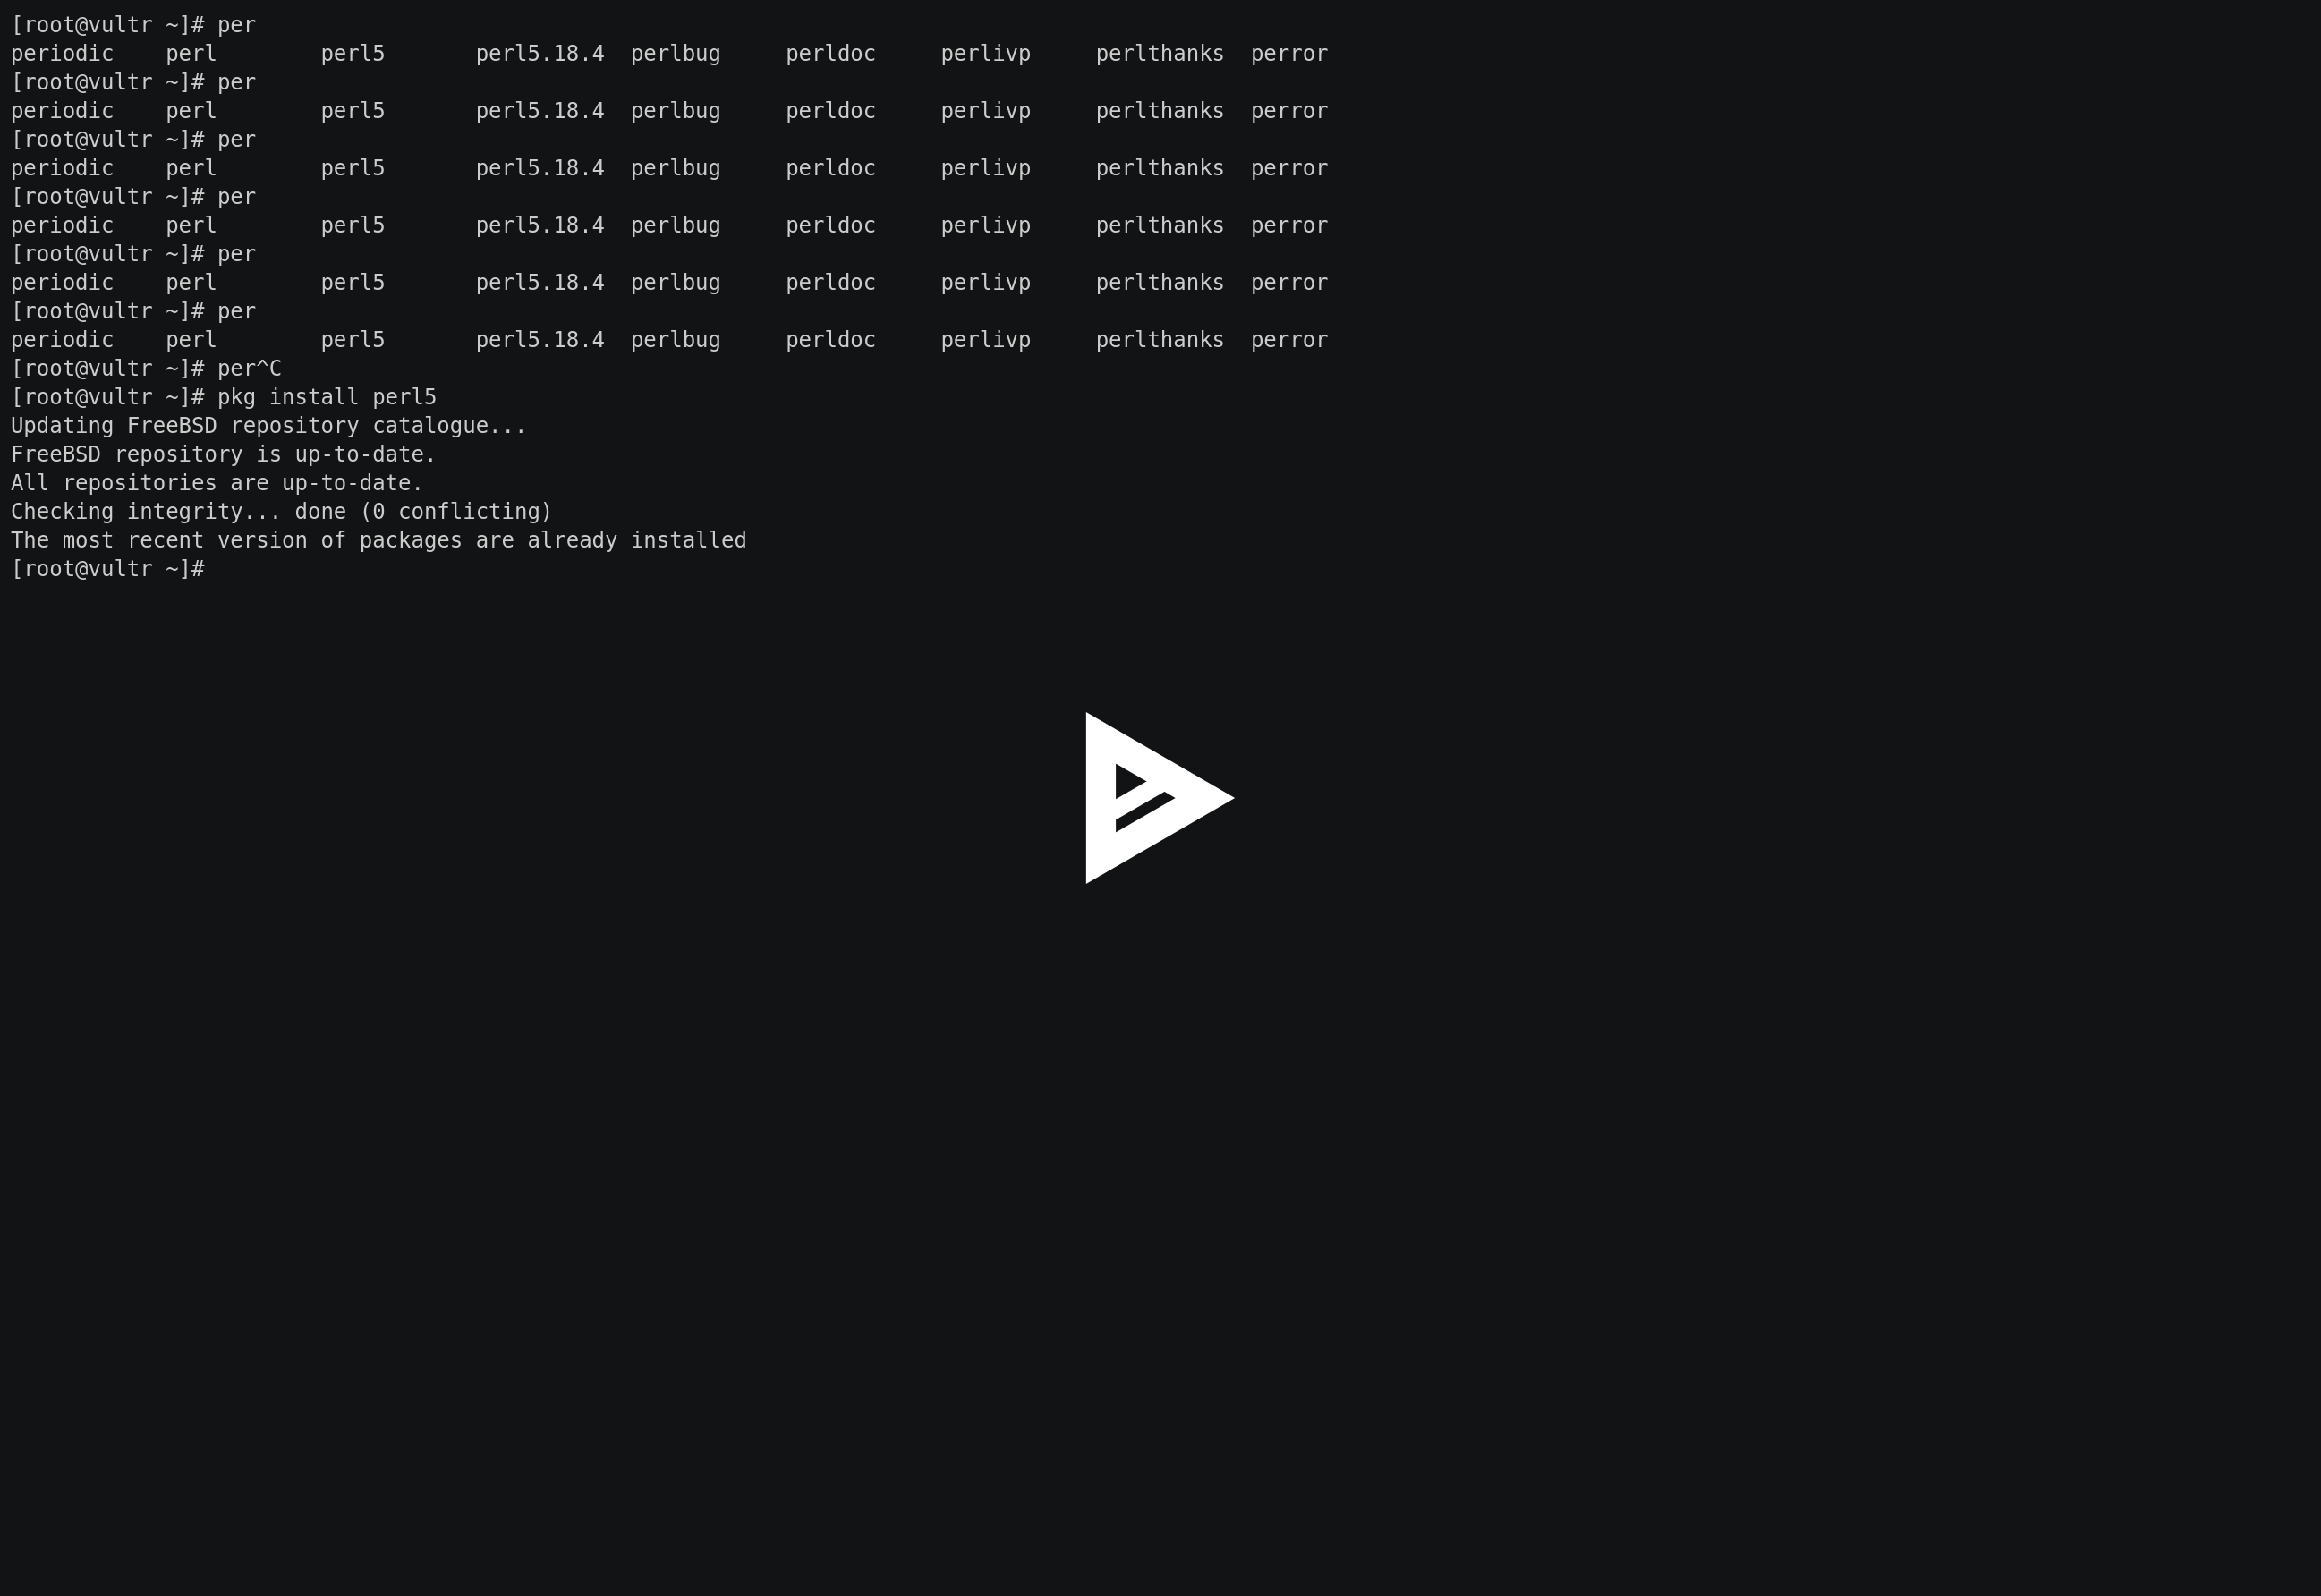 [root@vultr ~]# per
periodic    perl        perl5       perl5.18.4  perlbug     perldoc     perlivp     perlthanks  perror
[root@vultr ~]# per
periodic    perl        perl5       perl5.18.4  perlbug     perldoc     perlivp     perlthanks  perror
[root@vultr ~]# per
periodic    perl        perl5       perl5.18.4  perlbug     perldoc     perlivp     perlthanks  perror
[root@vultr ~]# per
periodic    perl        perl5       perl5.18.4  perlbug     perldoc     perlivp     perlthanks  perror
[root@vultr ~]# per
periodic    perl        perl5       perl5.18.4  perlbug     perldoc     perlivp     perlthanks  perror
[root@vultr ~]# per
periodic    perl        perl5       perl5.18.4  perlbug     perldoc     perlivp     perlthanks  perror
[root@vultr ~]# per^C
[root@vultr ~]# pkg install perl5
Updating FreeBSD repository catalogue...
FreeBSD repository is up-to-date.
All repositories are up-to-date.
Checking integrity... done (0 conflicting)
The most recent version of packages are already installed
[root@vultr ~]#